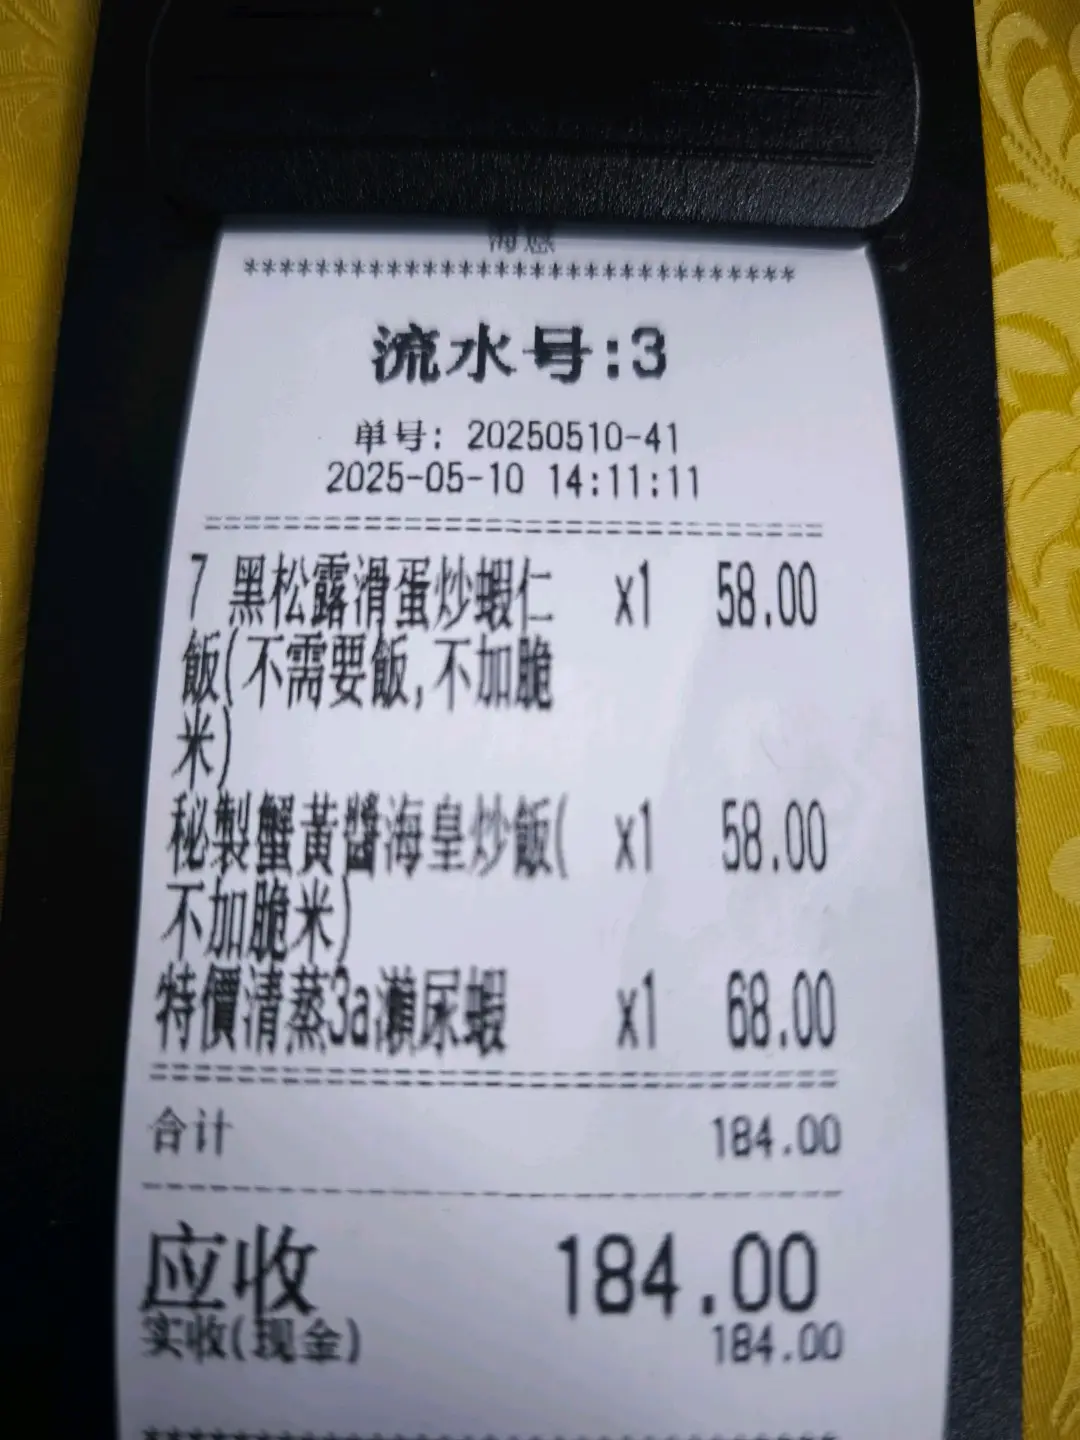 *******************************
流水号:3
单号: 20250510-41
2025-05-10 14:11:11
7 黑松露滑蛋炒蝦仁 x1 58.00
飯(不需要飯,不加脆
米)
秘製蟹黃醬海皇炒飯( x1 58.00
不加脆米)
特價清蒸3a瀨尿蝦 x1 68.00
合计 184.00
应收 184.00
实收(现金) 184.00